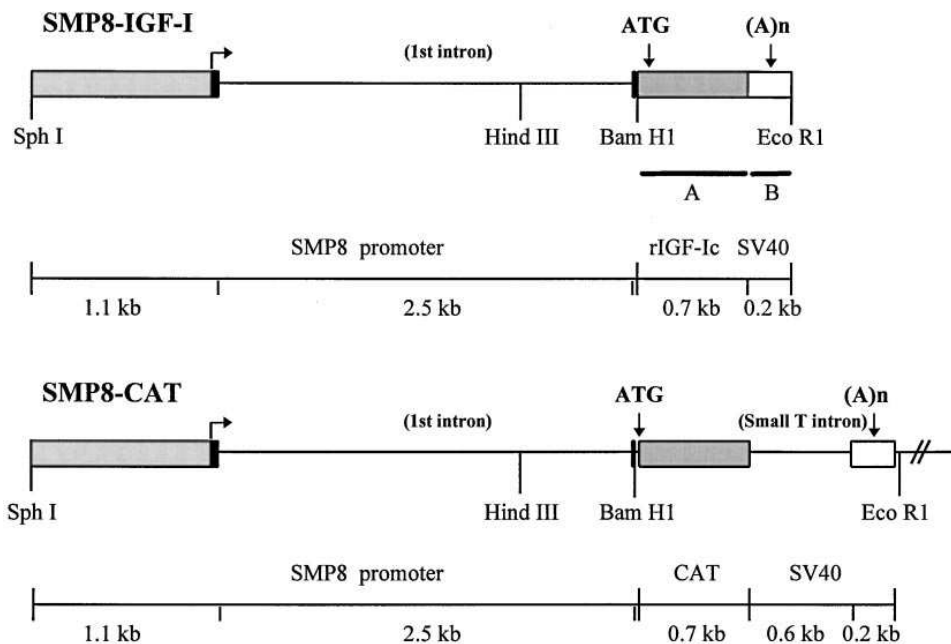 SMP8-IGF-I
ATG (A)n
(1st intron)
Sph I Hind III Bam H1 Eco R1
A B
SMP8 promoter rIGF-Ic SV40
1.1 kb 2.5 kb 0.7 kb 0.2 kb
SMP8-CAT
ATG (A)n
(1st intron) (Small T intron)
Sph I Hind III Bam H1 Eco R1
SMP8 promoter CAT SV40
1.1 kb 2.5 kb 0.7 kb 0.6 kb 0.2 kb